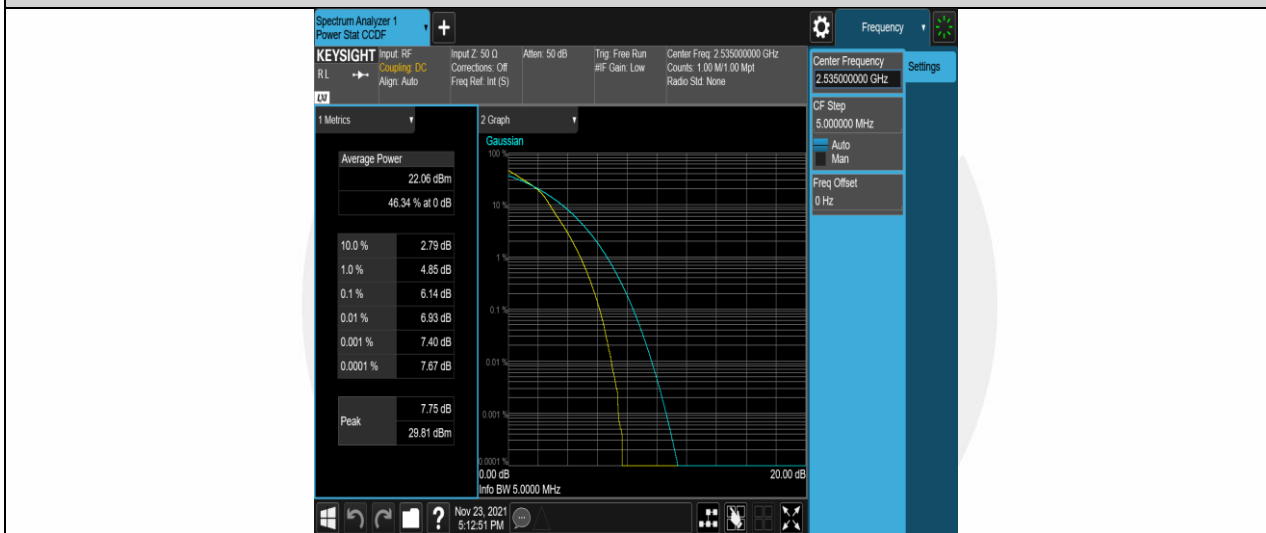 Spectrum Analyzer 1
Power Stat CCDF
Frequency
KEYSIGHT
Input: RF
Coupling: DC
Align: Auto
Input Z: 50 Ω
Corrections: Off
Freq Ref: Int (S)
Atten: 50 dB
Trig: Free Run
#IF Gain: Low
Center Freq: 2.535000000 GHz
Counts: 1.00 M/1.00 Mpt
Radio Std: None
R L
LXI
Center Frequency
2.535000000 GHz
Settings
CF Step
5.000000 MHz
Auto
Man
Freq Offset
0 Hz
1 Metrics
Average Power
22.06 dBm
46.34 % at 0 dB
10.0 % 2.79 dB
1.0 % 4.85 dB
0.1 % 6.14 dB
0.01 % 6.93 dB
0.001 % 7.40 dB
0.0001 % 7.67 dB
Peak
7.75 dB
29.81 dBm
2 Graph
Gaussian
100 %
10 %
1 %
0.1 %
0.01 %
0.001 %
0.0001 %
0.00 dB
20.00 dB
Info BW 5.0000 MHz
?
Nov 23, 2021
5:12:51 PM